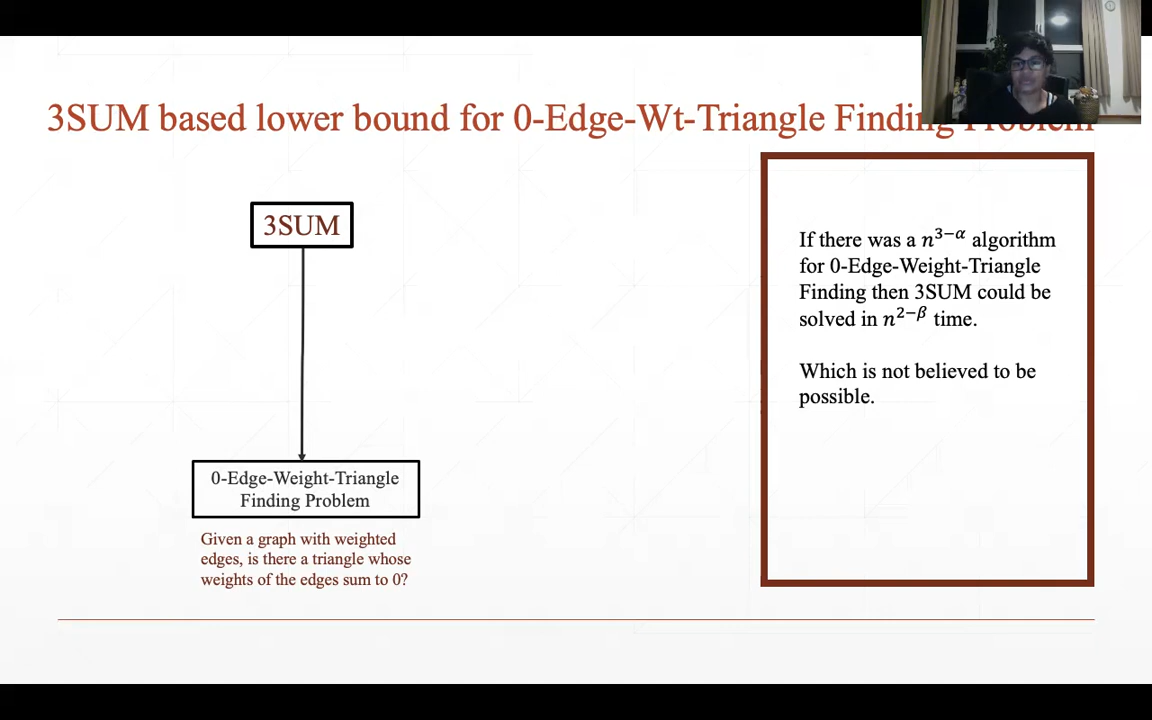 3SUM based lower bound for 0-Edge-Wt-Triangle Finding Problem
3SUM
0-Edge-Weight-Triangle
Finding Problem
Given a graph with weighted
edges, is there a triangle whose
weights of the edges sum to 0?
If there was a n^{3−α} algorithm
for 0-Edge-Weight-Triangle
Finding then 3SUM could be
solved in n^{2−β} time.
Which is not believed to be
possible.